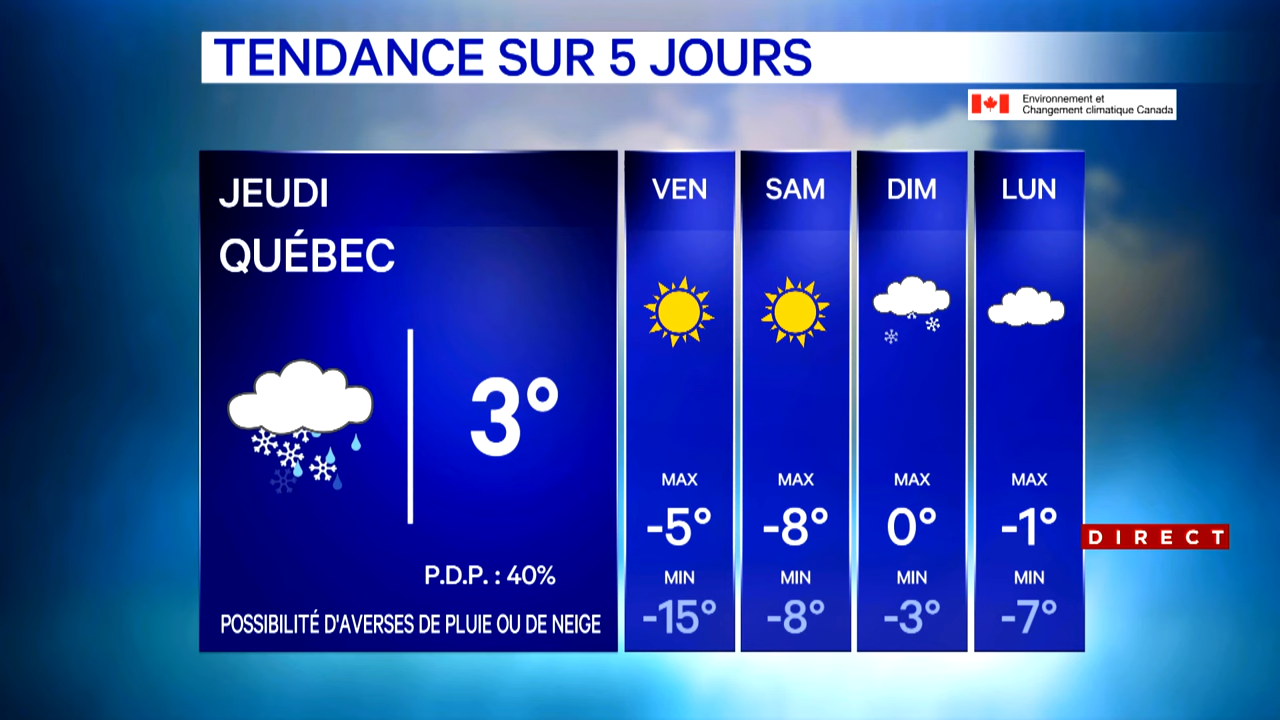 TENDANCE SUR 5 JOURS
Environnement et
Changement climatique Canada
JEUDI
QUÉBEC
3°
P.D.P. : 40%
POSSIBILITÉ D'AVERSES DE PLUIE OU DE NEIGE
VEN
MAX
-5°
MIN
-15°
SAM
MAX
-8°
MIN
-8°
DIM
MAX
0°
MIN
-3°
LUN
MAX
-1°
MIN
-7°
DIRECT